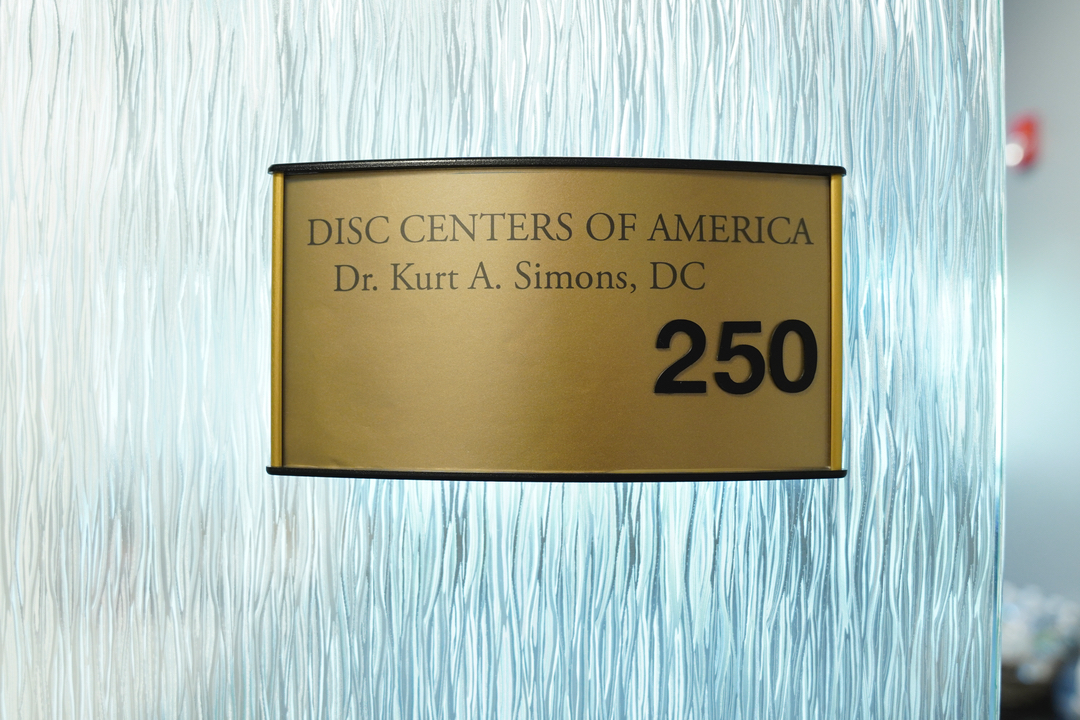 DISC CENTERS OF AMERICA
Dr. Kurt A. Simons, DC
250